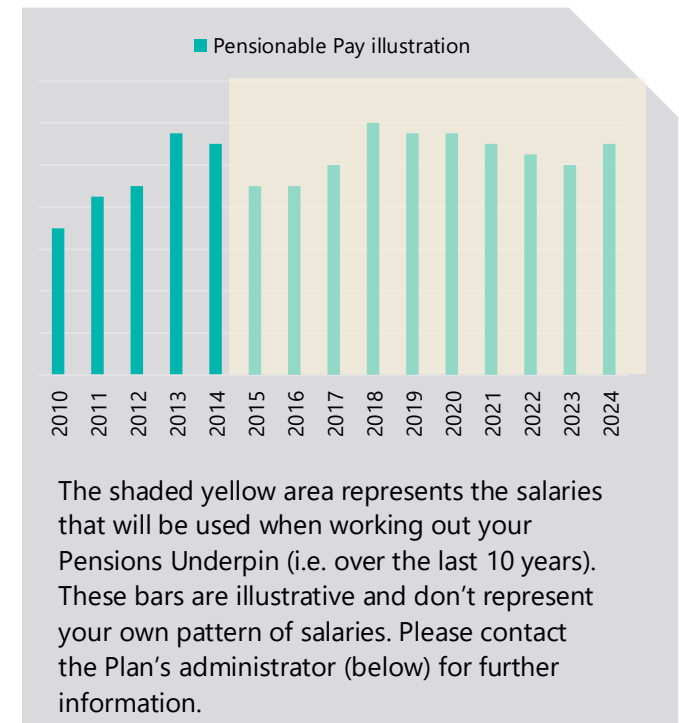 Pensionable Pay illustration
2010 2011 2012 2013 2014 2015 2016 2017 2018 2019 2020 2021 2022 2023 2024
The shaded yellow area represents the salaries
that will be used when working out your
Pensions Underpin (i.e. over the last 10 years).
These bars are illustrative and don’t represent
your own pattern of salaries. Please contact
the Plan’s administrator (below) for further
information.